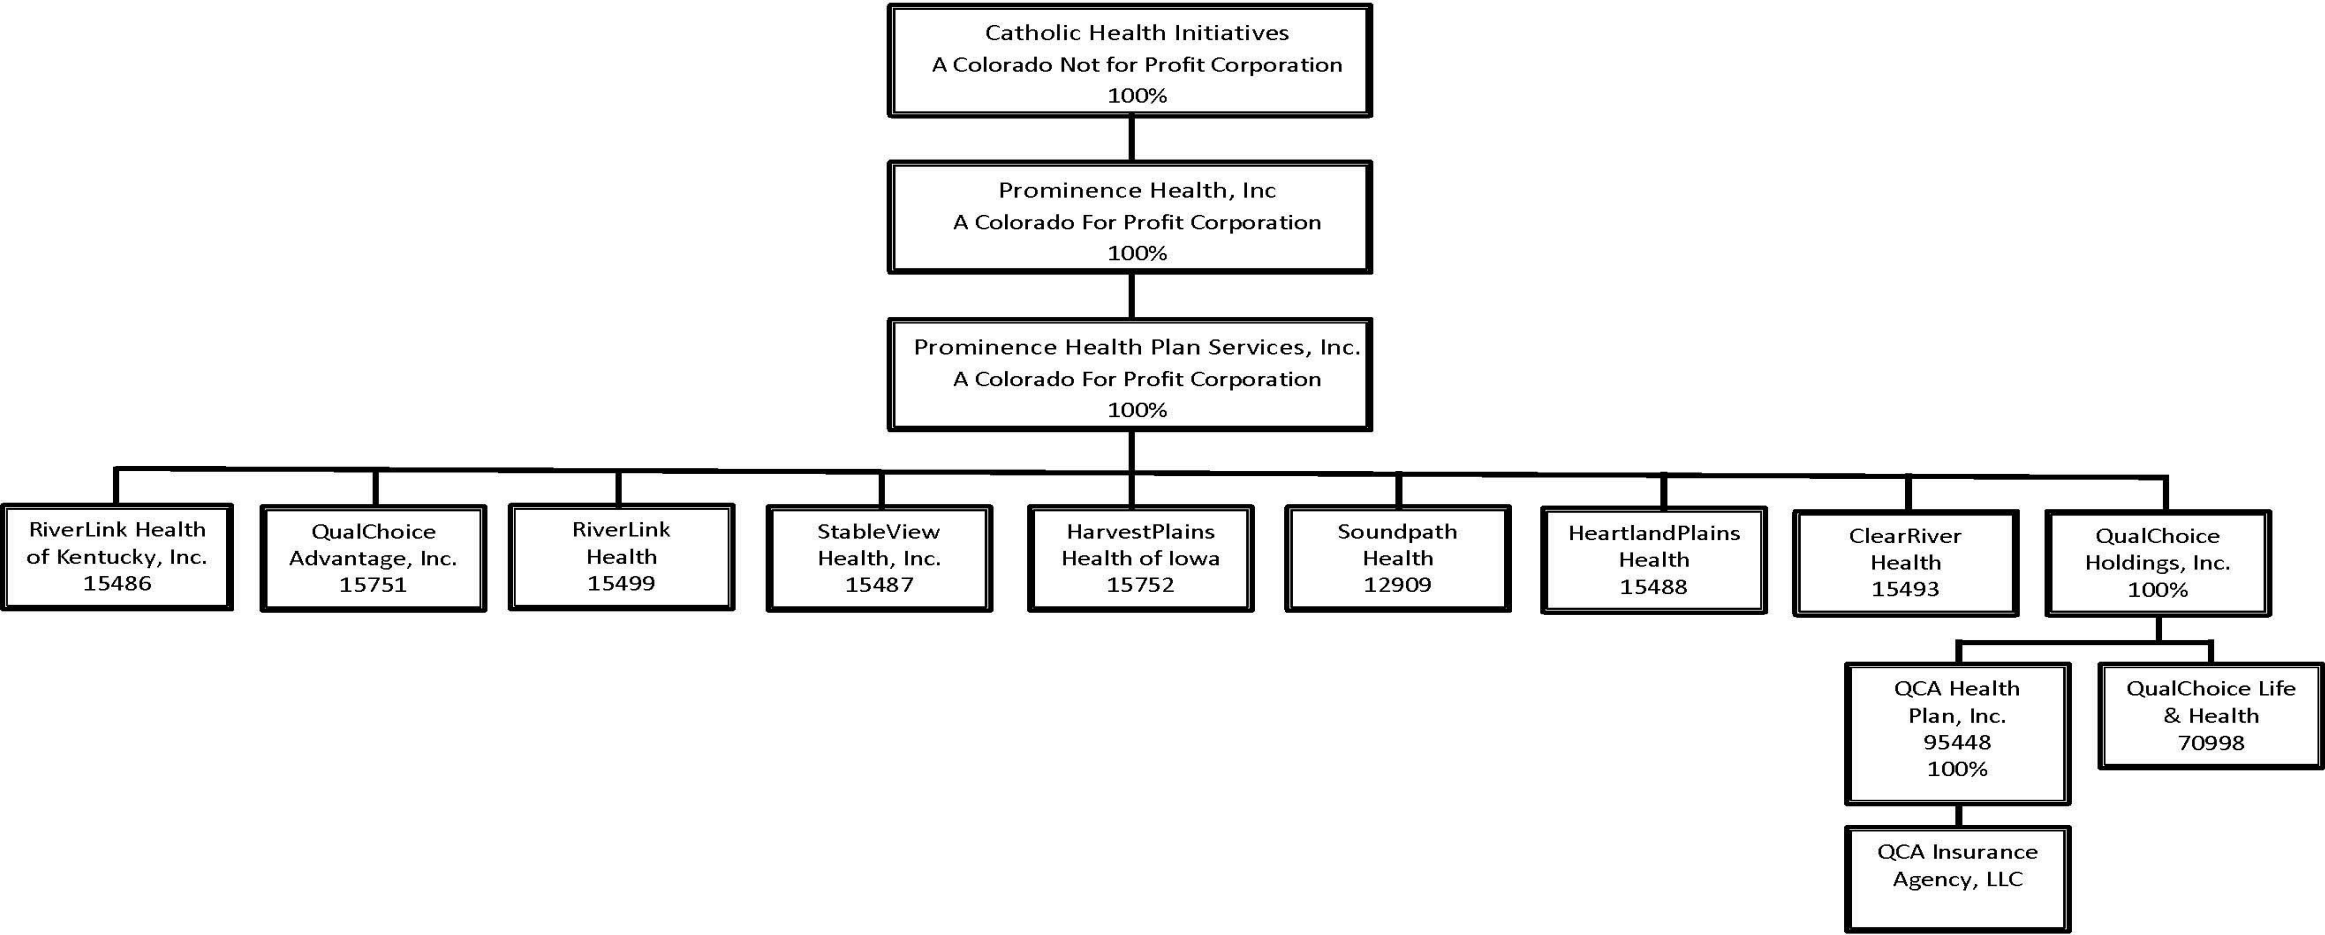 Catholic Health Initiatives
A Colorado Not for Profit Corporation
100%
Prominence Health, Inc
A Colorado For Profit Corporation
100%
Prominence Health Plan Services, Inc.
A Colorado For Profit Corporation
100%
RiverLink Health
of Kentucky, Inc.
15486
QualChoice
Advantage, Inc.
15751
RiverLink
Health
15499
StableView
Health, Inc.
15487
HarvestPlains
Health of Iowa
15752
Soundpath
Health
12909
HeartlandPlains
Health
15488
ClearRiver
Health
15493
QualChoice
Holdings, Inc.
100%
QCA Health
Plan, Inc.
95448
100%
QualChoice Life
& Health
70998
QCA Insurance
Agency, LLC